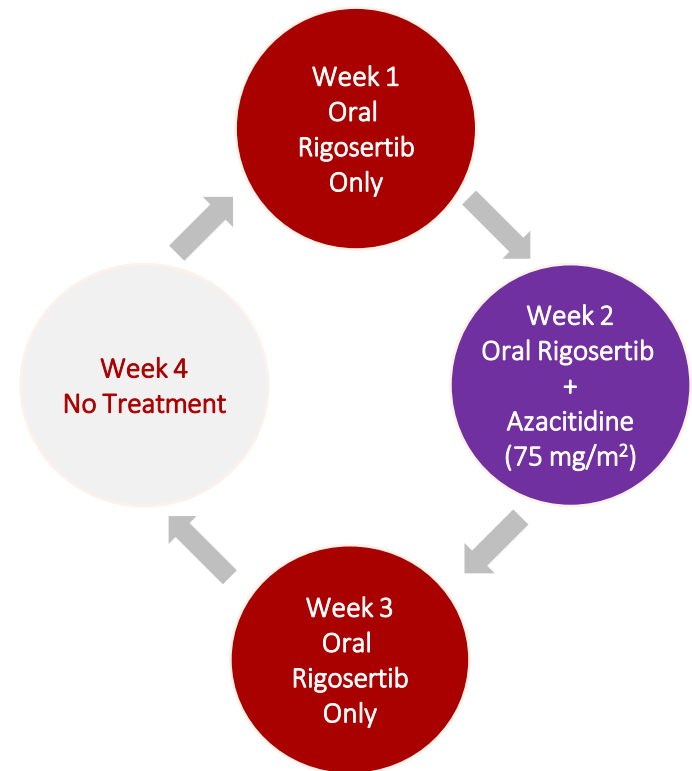 Week 1
Oral
Rigosertib
Only
Week 2
Oral Rigosertib
+
Azacitidine
(75 mg/m²)
Week 3
Oral
Rigosertib
Only
Week 4
No Treatment